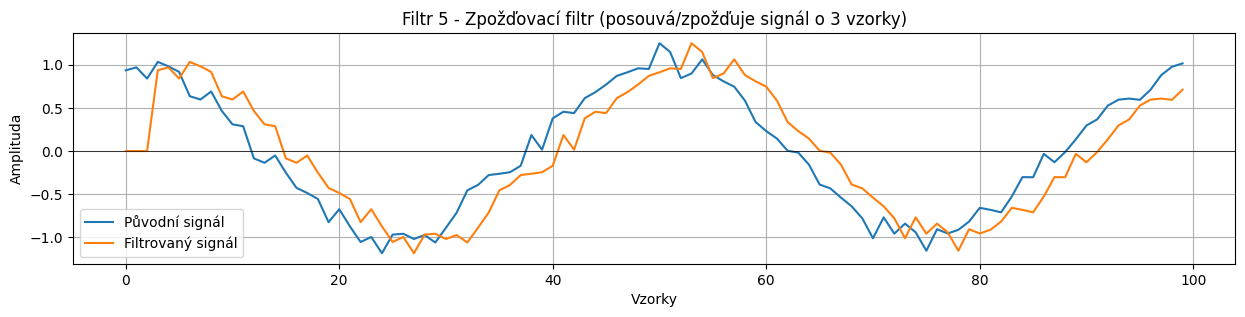 Filtr 5 - Zpožďovací filtr (posouvá/zpožďuje signál o 3 vzorky)
Amplituda
1.0
0.5
0.0
−0.5
−1.0
Původní signál
Filtrovaný signál
0
20
40
60
80
100
Vzorky